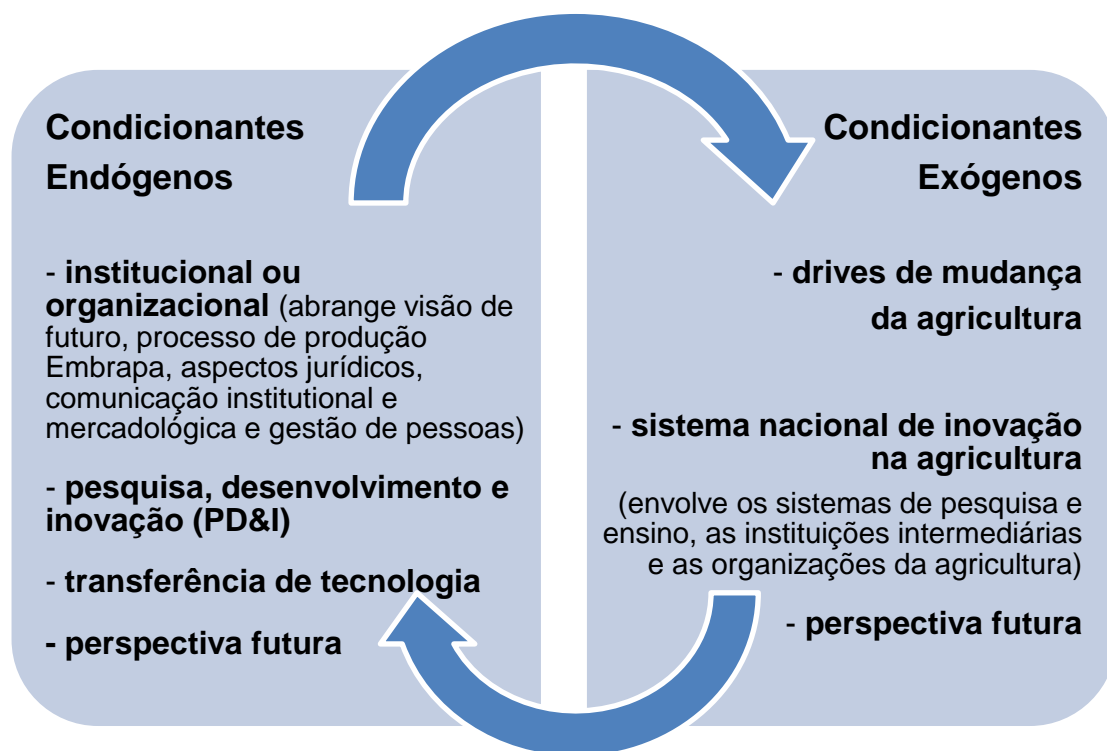 Condicionantes
Endógenos
- institucional ou
organizacional (abrange visão de
futuro, processo de produção
Embrapa, aspectos jurídicos,
comunicação institutional e
mercadológica e gestão de pessoas)
- pesquisa, desenvolvimento e
inovação (PD&I)
- transferência de tecnologia
- perspectiva futura
Condicionantes
Exógenos
- drives de mudança
da agricultura
- sistema nacional de inovação
na agricultura
(envolve os sistemas de pesquisa e
ensino, as instituições intermediárias
e as organizações da agricultura)
- perspectiva futura